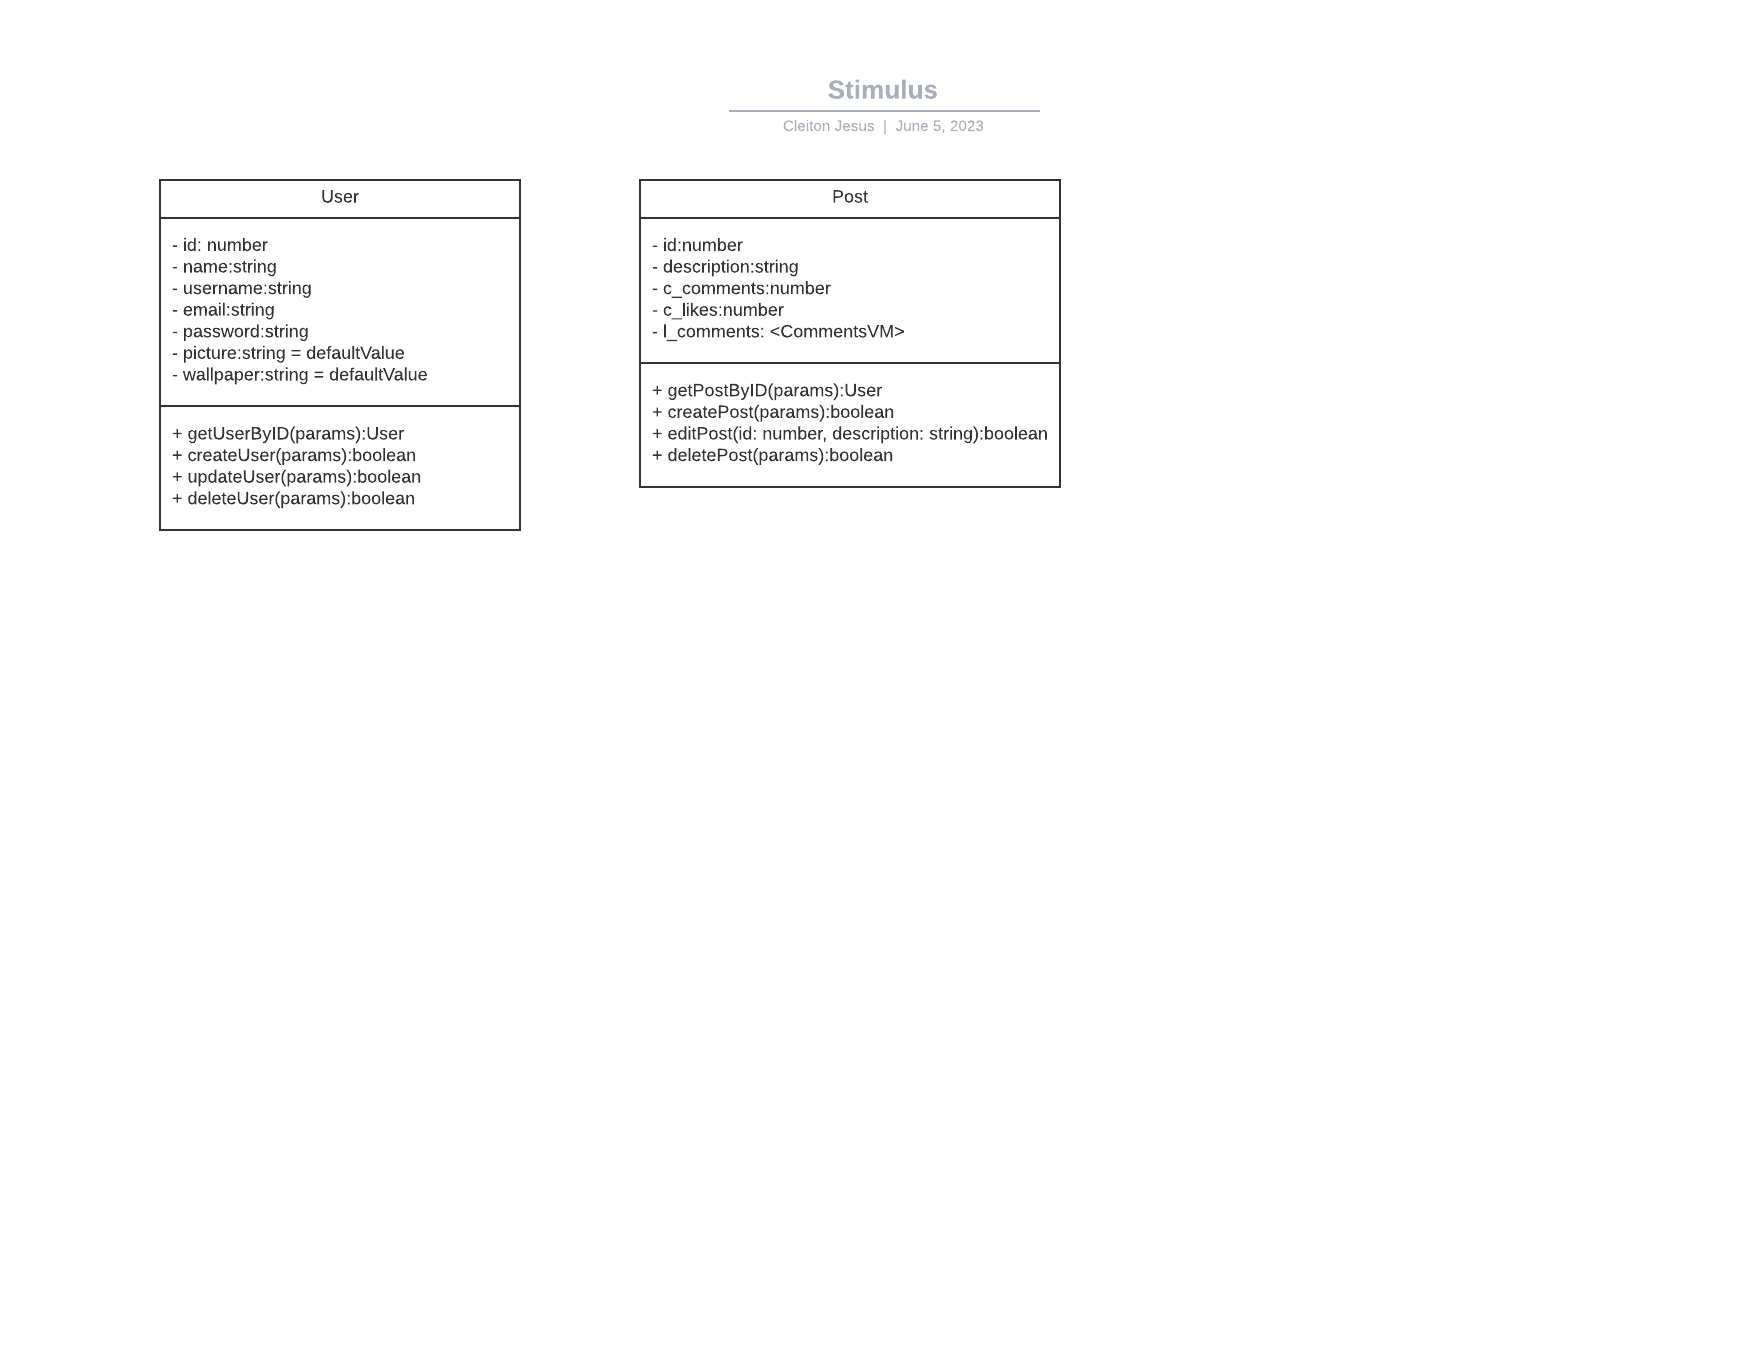 Stimulus
Cleiton Jesus | June 5, 2023
User
- id: number
- name:string
- username:string
- email:string
- password:string
- picture:string = defaultValue
- wallpaper:string = defaultValue
+ getUserByID(params):User
+ createUser(params):boolean
+ updateUser(params):boolean
+ deleteUser(params):boolean
Post
- id:number
- description:string
- c_comments:number
- c_likes:number
- l_comments: <CommentsVM>
+ getPostByID(params):User
+ createPost(params):boolean
+ editPost(id: number, description: string):boolean
+ deletePost(params):boolean